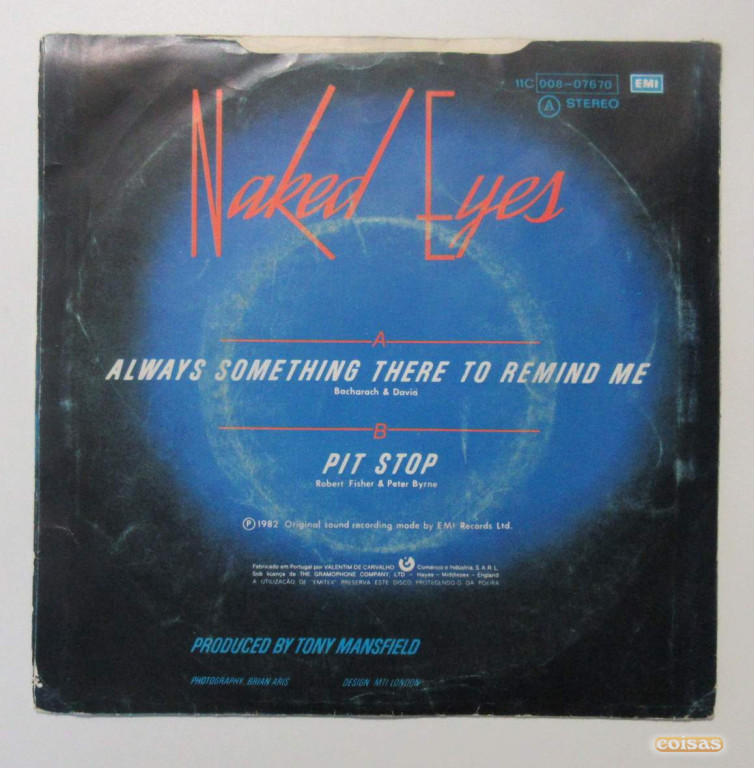 11C 008-07670 EMI
A STEREO
Naked Eyes
A
ALWAYS SOMETHING THERE TO REMIND ME
Bacharach & David
B
PIT STOP
Robert Fisher & Peter Byrne
℗ 1982 Original sound recording made by EMI Records Ltd.
Fabricado em Portugal por VALENTIM DE CARVALHO Comércio e Indústria, S. A. R. L.
Sob licença de THE GRAMOPHONE COMPANY, LTD - Hayes - Middlesex - England
A UTILIZAÇÃO DE "EMITEX" PRESERVA ESTE DISCO PROTEGENDO-O DA POEIRA
PRODUCED BY TONY MANSFIELD
PHOTOGRAPHY. BRIAN ARIS DESIGN MTI LONDON
coisas